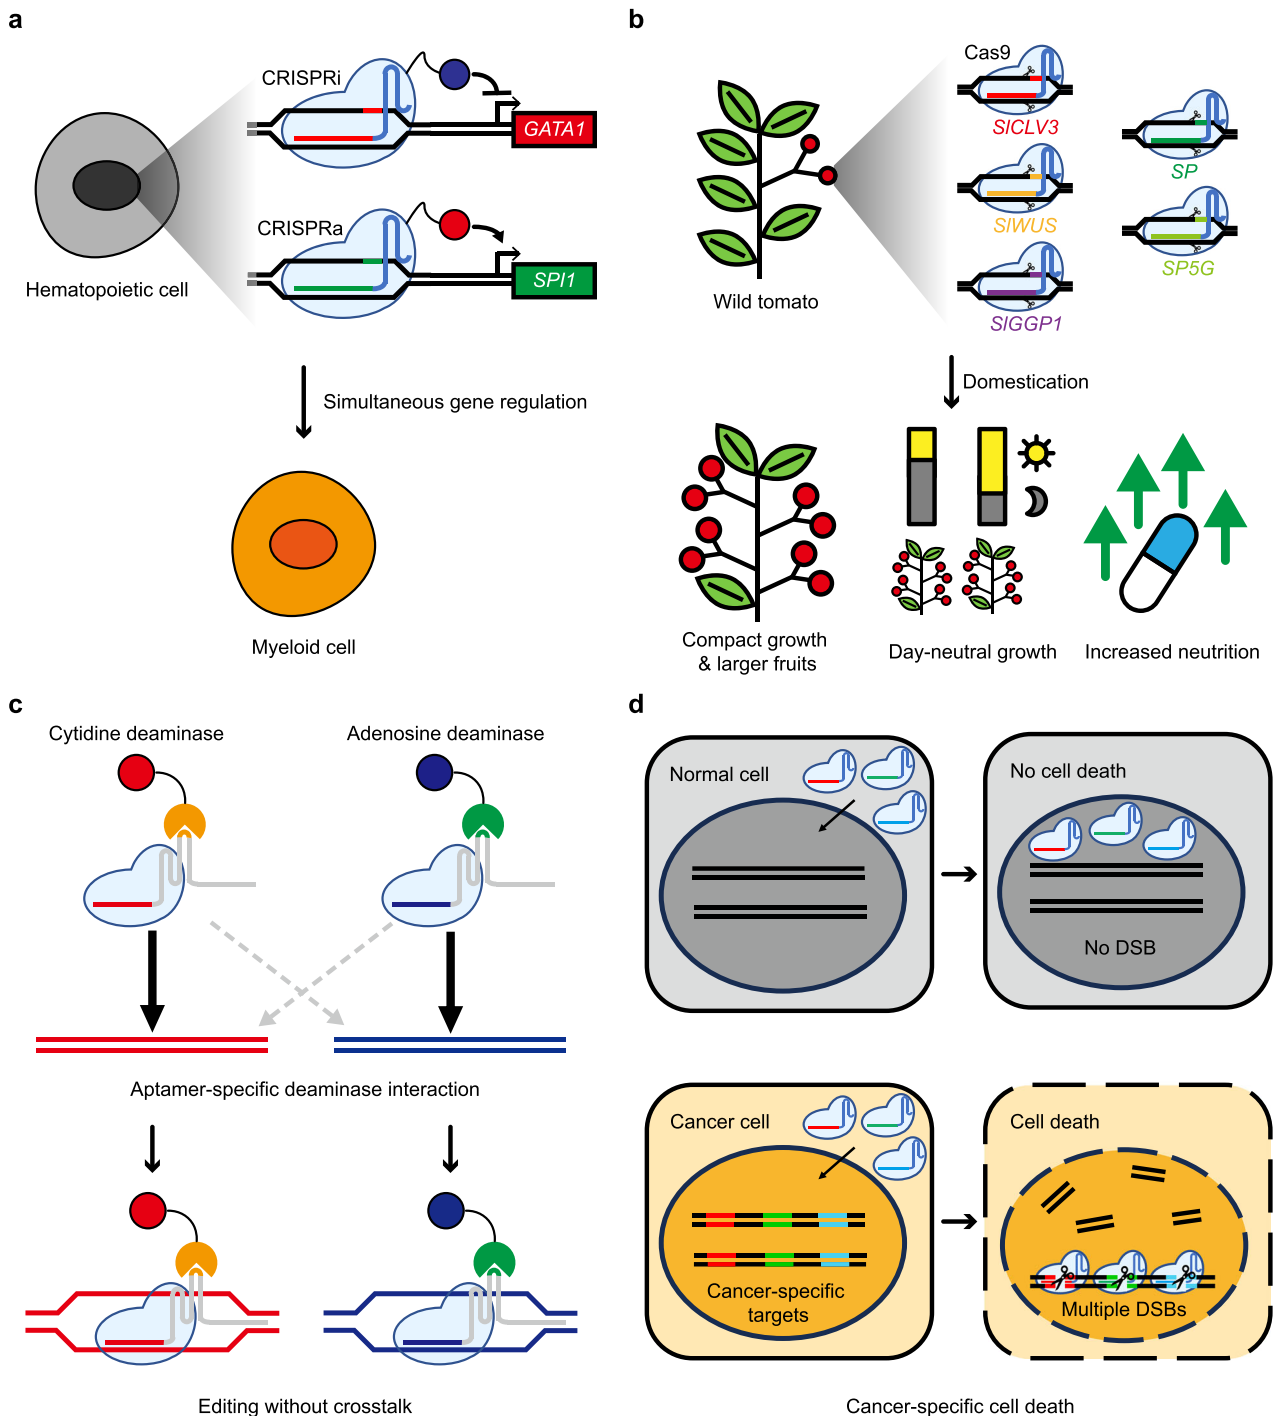 a
CRISPRi
GATA1
CRISPRa
SPI1
Hematopoietic cell
Simultaneous gene regulation
Myeloid cell
b
Cas9
SlCLV3
SP
SlWUS
SP5G
SlGGP1
Wild tomato
Domestication
Compact growth
& larger fruits
Day-neutral growth
Increased neutrition
c
Cytidine deaminase
Adenosine deaminase
Aptamer-specific deaminase interaction
Editing without crosstalk
d
Normal cell
No cell death
No DSB
Cancer cell
Cell death
Cancer-specific
targets
Multiple DSBs
Cancer-specific cell death